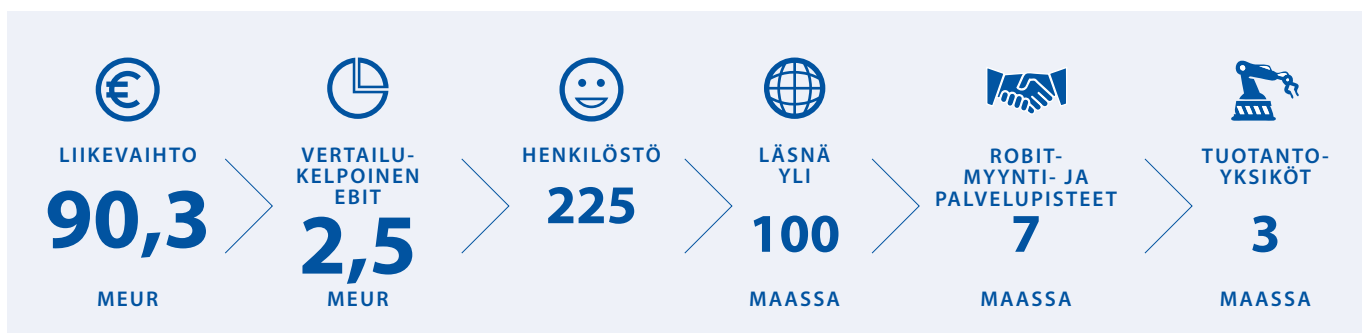 LIIKEVAIHTO
90,3
MEUR
VERTAILU-
KELPOINEN
EBIT
2,5
MEUR
HENKILÖSTÖ
225
LÄSNÄ
YLI
100
MAASSA
ROBIT-
MYYNTI- JA
PALVELUPISTEET
7
MAASSA
TUOTANTO-
YKSIKÖT
3
MAASSA